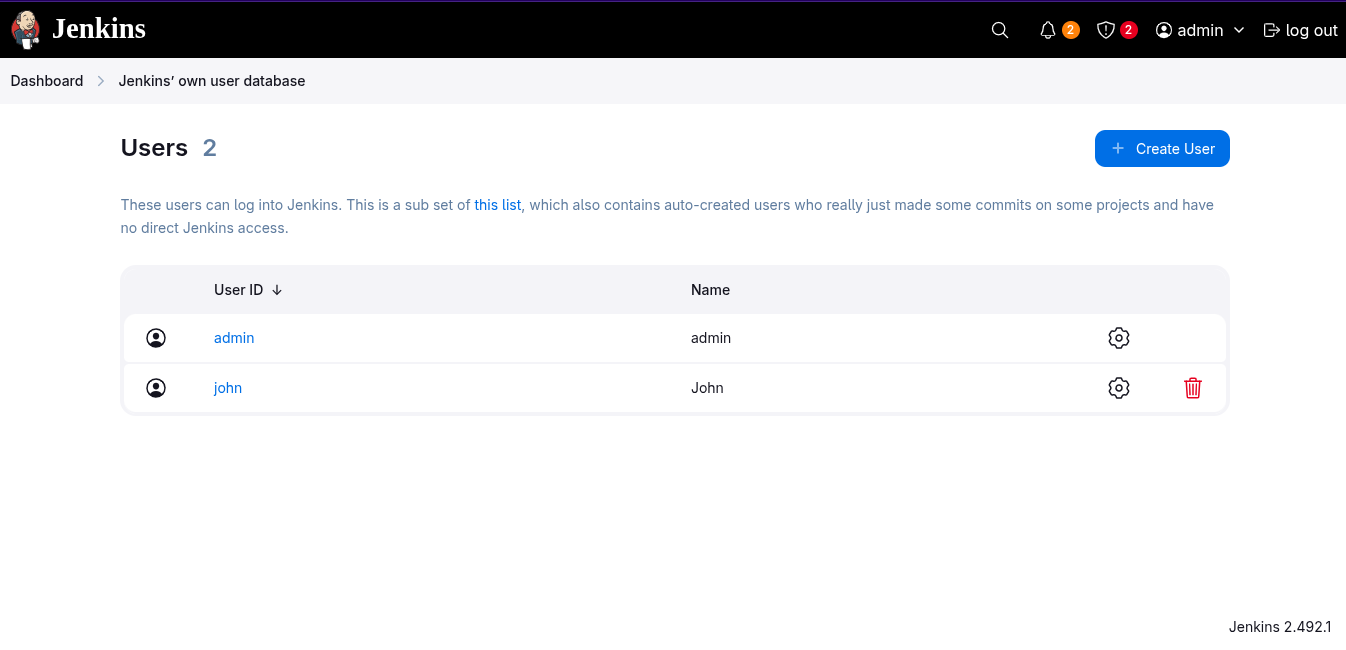 Jenkins
2
2
admin
log out
Dashboard
Jenkins’ own user database
Users 2
Create User
These users can log into Jenkins. This is a sub set of this list, which also contains auto-created users who really just made some commits on some projects and have
no direct Jenkins access.
User ID ↓ Name
admin admin
john John
Jenkins 2.492.1